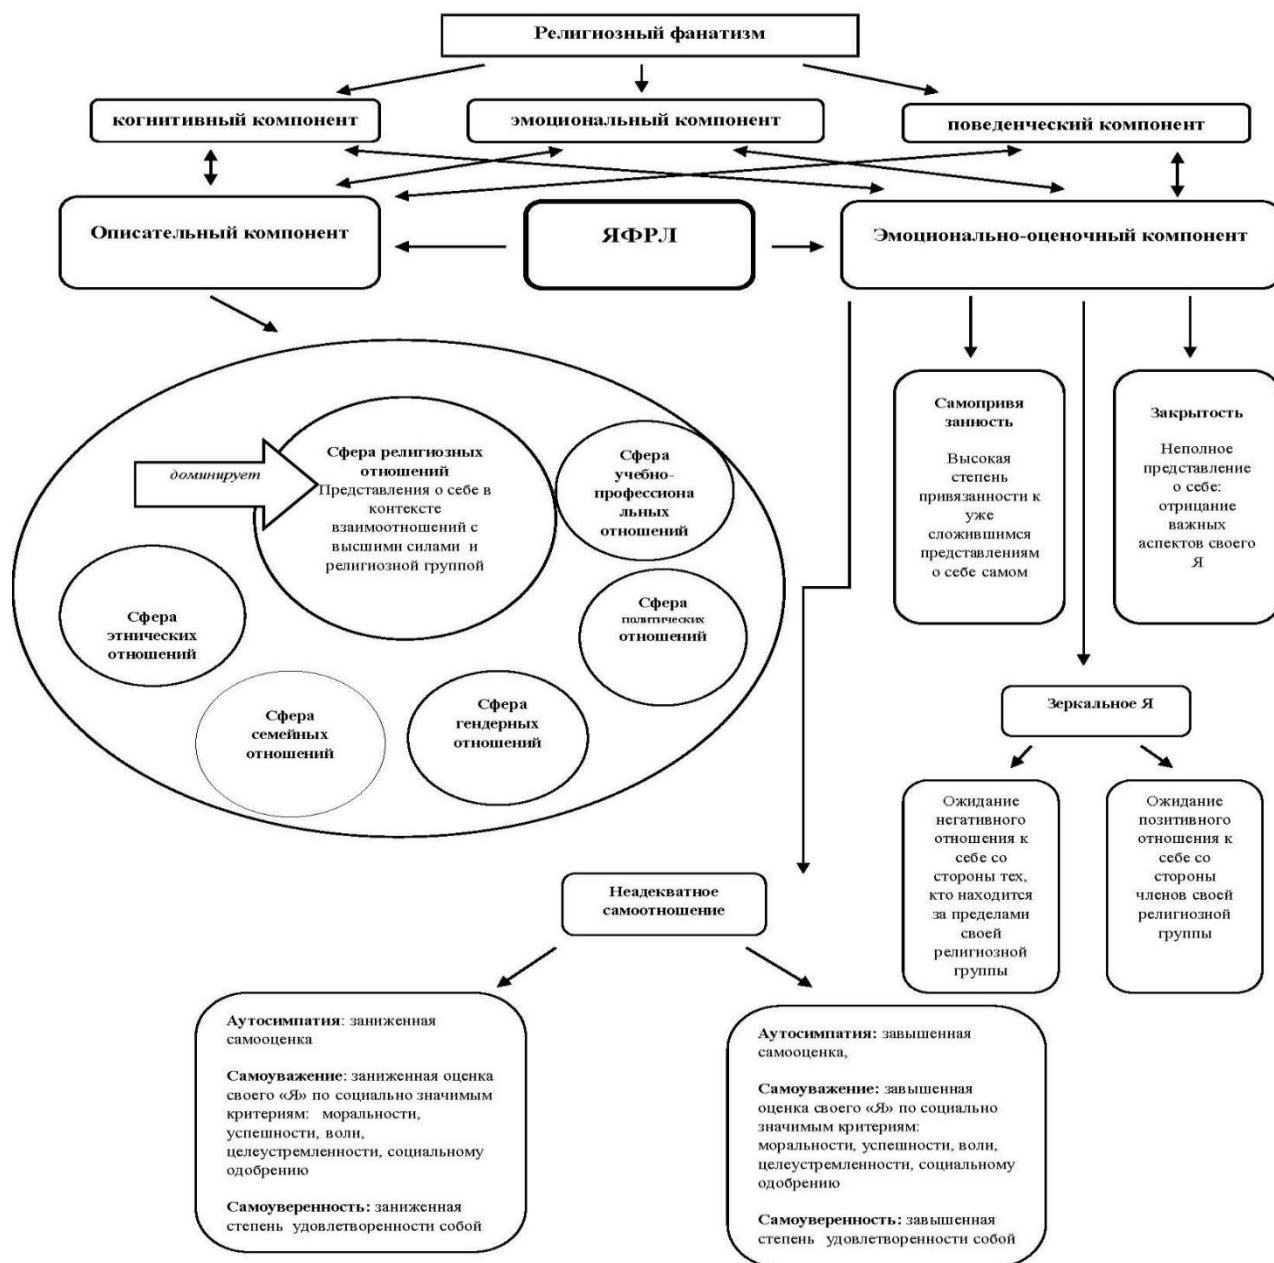 Религиозный фанатизм
когнитивный компонент
эмоциональный компонент
поведенческий компонент
Описательный компонент
ЯФРЛ
Эмоционально-оценочный компонент
доминирует
Сфера религиозных
отношений
Представления о себе в
контексте
взаимоотношений с
высшими силами и
религиозной группой
Сфера
учебно-
профессиона
льных
отношений
Сфера
этнических
отношений
Сфера
политических
отношений
Сфера
семейных
отношений
Сфера
гендерных
отношений
Самопривя
занность
Высокая
степень
привязанности к
уже
сложившимся
представлениям
о себе самом
Закрытость
Неполное
представление
о себе:
отрицание
важных
аспектов своего
Я
Зеркальное Я
Ожидание
негативного
отношения к
себе со
стороны тех,
кто находится
за пределами
своей
религиозной
группы
Ожидание
позитивного
отношения к
себе со
стороны
членов своей
религиозной
группы
Неадекватное
самоотношение
Аутосимпатия: заниженная
самооценка
Самоуважение: заниженная оценка
своего «Я» по социально значимым
критериям: моральности,
успешности, воли,
целеустремленности, социальному
одобрению
Самоуверенность: заниженная
степень удовлетворенности собой
Аутосимпатия: завышенная
самооценка,
Самоуважение: завышенная
оценка своего «Я» по социально
значимым критериям:
моральности, успешности, воли,
целеустремленности, социальному
одобрению
Самоуверенность: завышенная
степень удовлетворенности собой